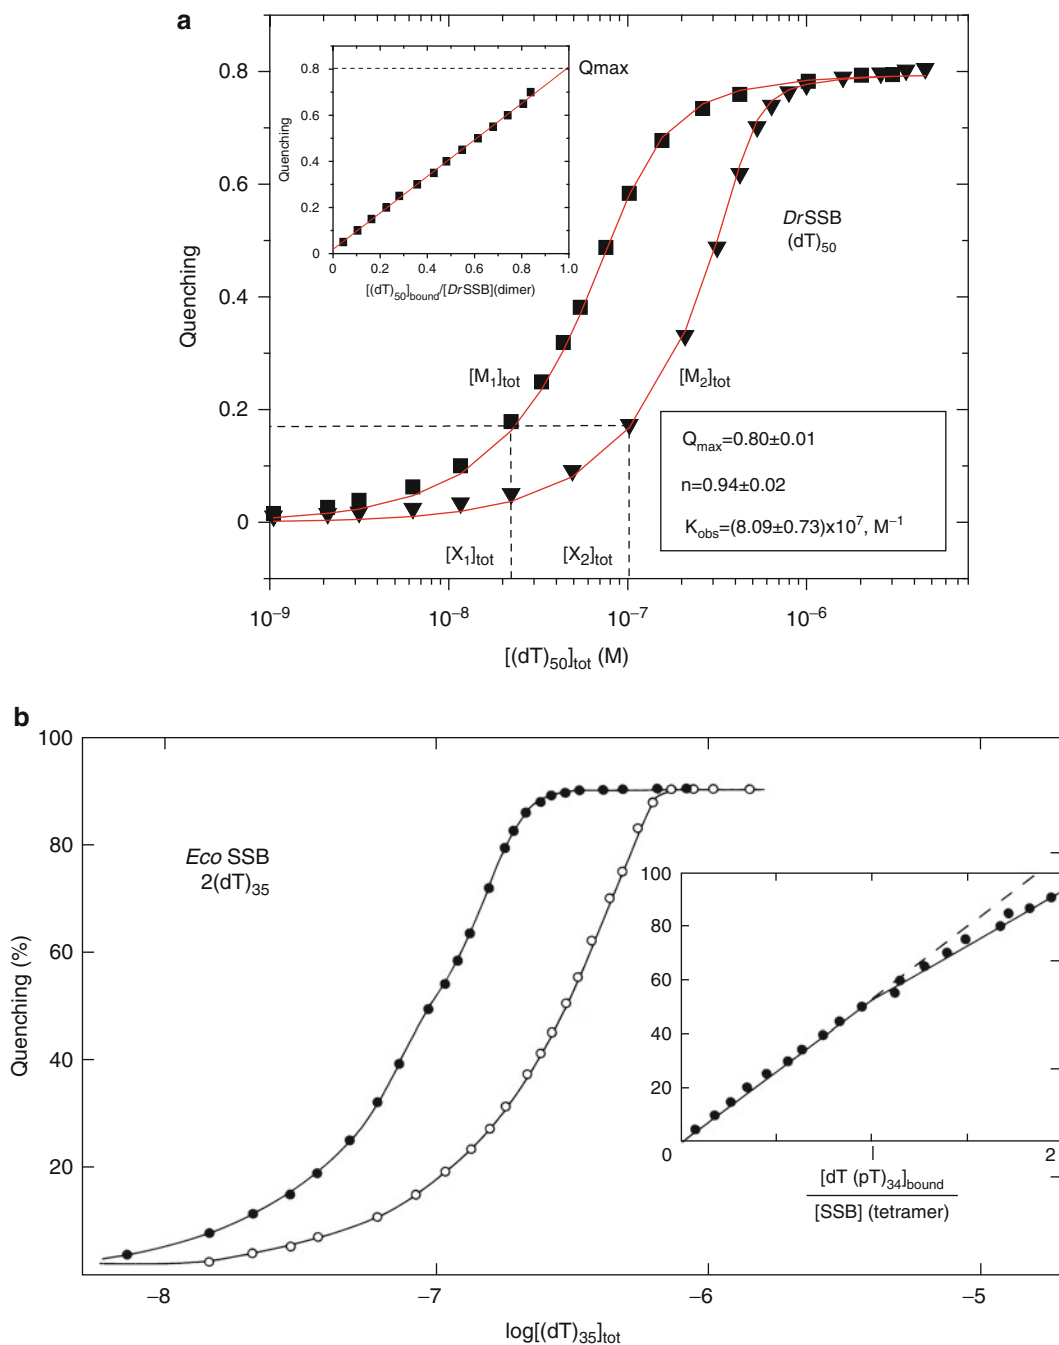 a
0.8
0.6
0.4
0.2
0
Quenching
0.8
0.6
0.4
0.2
0
Quenching
0 0.2 0.4 0.6 0.8 1.0
[(dT)50]bound/[DrSSB](dimer)
Qmax
DrSSB
(dT)50
[M1]tot
[M2]tot
[X1]tot
[X2]tot
Qmax=0.80±0.01
n=0.94±0.02
Kobs=(8.09±0.73)x10⁷, M⁻¹
10⁻⁹ 10⁻⁸ 10⁻⁷ 10⁻⁶
[(dT)50]tot (M)
b
100
80
60
40
20
Quenching (%)
Eco SSB
2(dT)35
100
80
60
40
20
0 1 2
[dT (pT)34]bound
[SSB] (tetramer)
−8 −7 −6 −5
log[(dT)35]tot